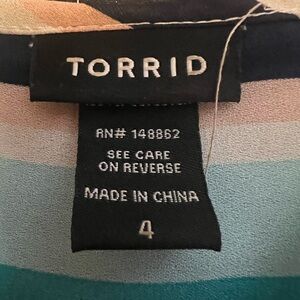 TORRID
RN# 148862
SEE CARE
ON REVERSE
MADE IN CHINA
4